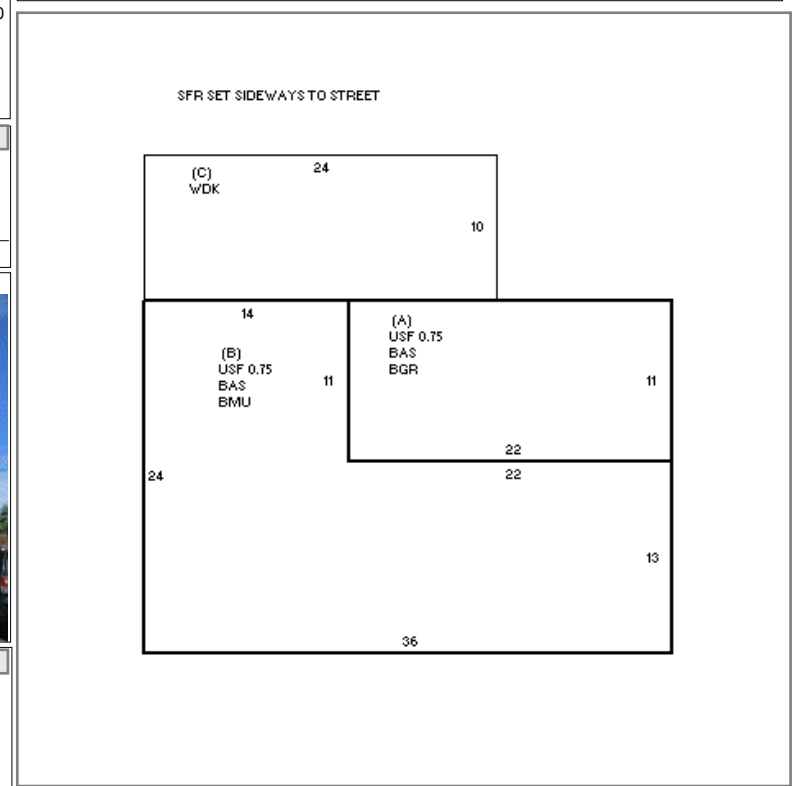 0
SFR SET SIDEWAYS TO STREET
(C)
WDK
24
10
14
(A)
USF 0.75
BAS
BGR
(B)
USF 0.75
BAS
BMU
11
11
22
22
24
13
36